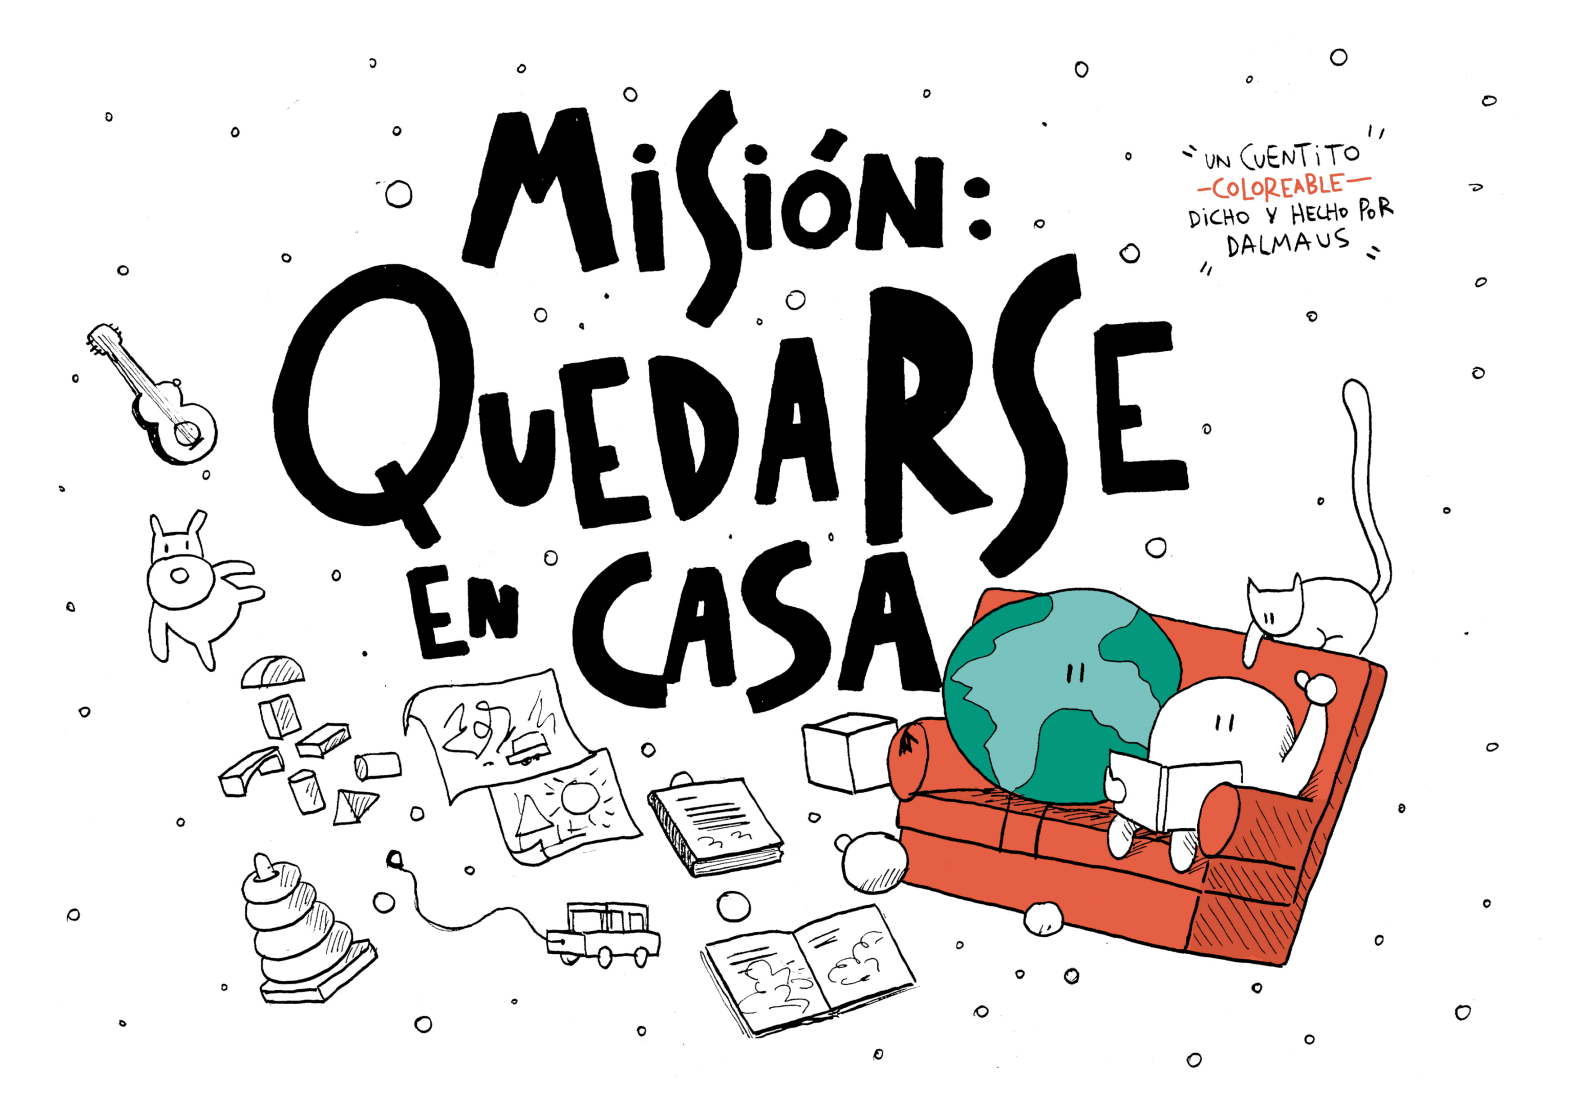 MiSiÓN:
QUEDARSE
EN CASA
"UN CUENTiTO"
-COLOREABLE-
DiCHO Y HECHO POR
"DALMAUS"